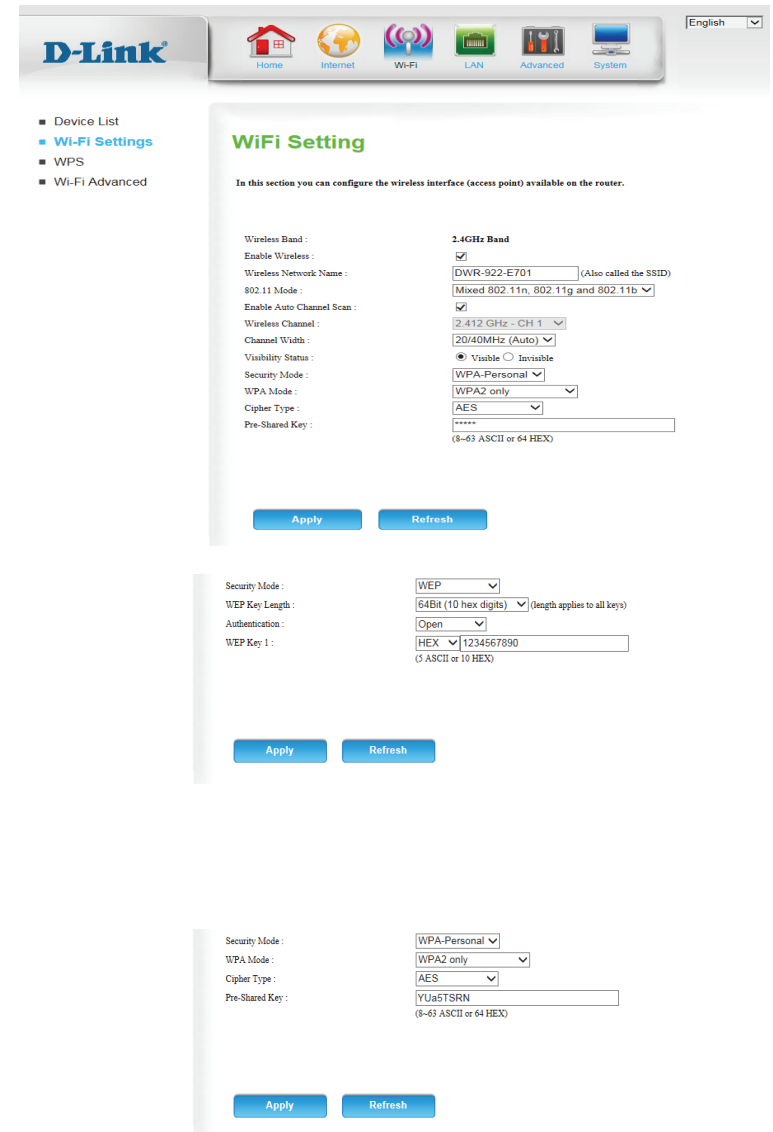 English
D-Link®
Home Internet Wi-Fi LAN Advanced System
Device List
Wi-Fi Settings
WPS
Wi-Fi Advanced
WiFi Setting
In this section you can configure the wireless interface (access point) available on the router.
Wireless Band : 2.4GHz Band
Enable Wireless :
Wireless Network Name : DWR-922-E701 (Also called the SSID)
802.11 Mode : Mixed 802.11n, 802.11g and 802.11b
Enable Auto Channel Scan :
Wireless Channel : 2.412 GHz - CH 1
Channel Width : 20/40MHz (Auto)
Visibility Status : Visible Invisible
Security Mode : WPA-Personal
WPA Mode : WPA2 only
Cipher Type : AES
Pre-Shared Key : *****
(8~63 ASCII or 64 HEX)
Apply Refresh
Security Mode : WEP
WEP Key Length : 64Bit (10 hex digits) (length applies to all keys)
Authentication : Open
WEP Key 1 : HEX 1234567890
(5 ASCII or 10 HEX)
Apply Refresh
Security Mode : WPA-Personal
WPA Mode : WPA2 only
Cipher Type : AES
Pre-Shared Key : YUa5TSRN
(8~63 ASCII or 64 HEX)
Apply Refresh